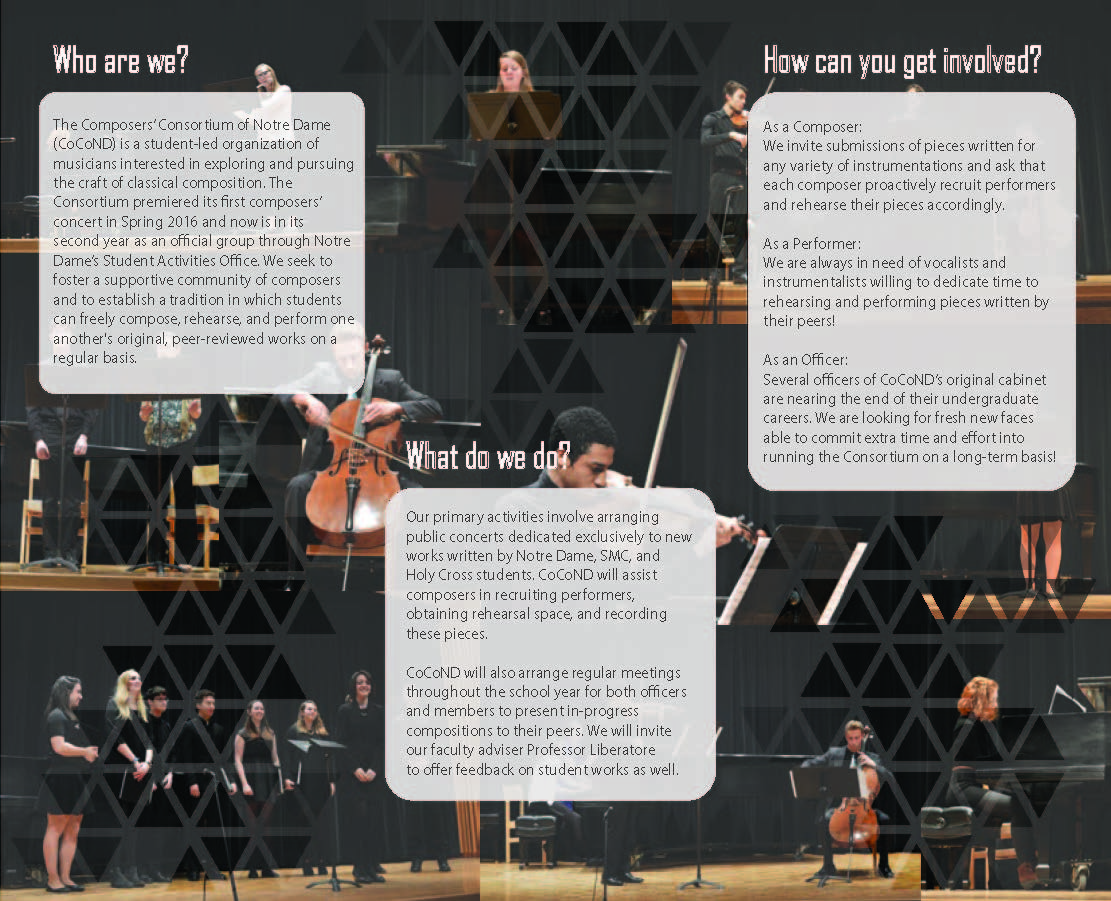 Who are we?
The Composers' Consortium of Notre Dame
(CoCoND) is a student-led organization of
musicians interested in exploring and pursuing
the craft of classical composition. The
Consortium premiered its first composers'
concert in Spring 2016 and now is in its
second year as an official group through Notre
Dame's Student Activities Office. We seek to
foster a supportive community of composers
and to establish a tradition in which students
can freely compose, rehearse, and perform one
another's original, peer-reviewed works on a
regular basis.
What do we do?
Our primary activities involve arranging
public concerts dedicated exclusively to new
works written by Notre Dame, SMC, and
Holy Cross students. CoCoND will assist
composers in recruiting performers,
obtaining rehearsal space, and recording
these pieces.
CoCoND will also arrange regular meetings
throughout the school year for both officers
and members to present in-progress
compositions to their peers. We will invite
our faculty adviser Professor Liberatore
to offer feedback on student works as well.
How can you get involved?
As a Composer:
We invite submissions of pieces written for
any variety of instrumentations and ask that
each composer proactively recruit performers
and rehearse their pieces accordingly.
As a Performer:
We are always in need of vocalists and
instrumentalists willing to dedicate time to
rehearsing and performing pieces written by
their peers!
As an Officer:
Several officers of CoCoND's original cabinet
are nearing the end of their undergraduate
careers. We are looking for fresh new faces
able to commit extra time and effort into
running the Consortium on a long-term basis!